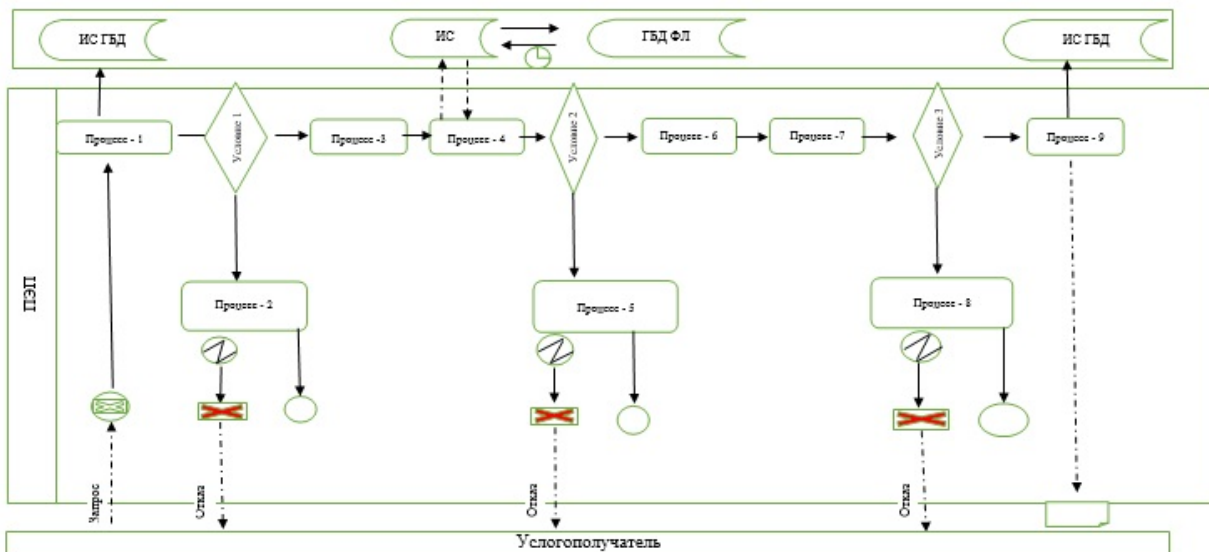 ИС ГБД
ИС
ГБД ФЛ
ИС ГБД
ПЭП
Процесс - 1
Условие 1
Процесс -3
Процесс - 4
Условие 2
Процесс - 6
Процесс -7
Условие 3
Процесс - 9
Процесс - 2
Процесс - 5
Процесс - 8
Запрос
Отказ
Отказ
Отказ
Услогополучатель